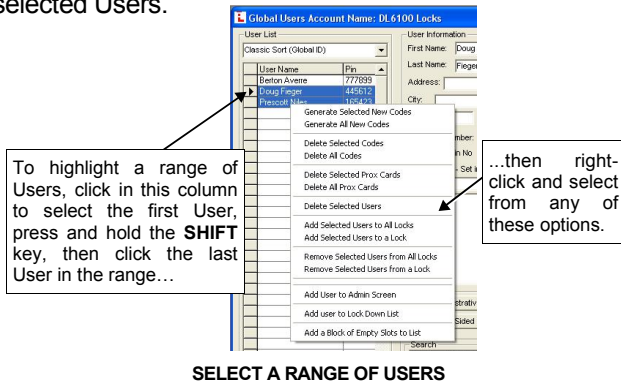 selected Users.
Global Users Account Name: DL6100 Locks
User List
User Information
Classic Sort (Global ID)
First Name: Doug
Last Name: Fieger
Address:
City:
User Name Pin
Berton Averre 777899
Doug Fieger 445612
Prescott Niles 165423
Generate Selected New Codes
Generate All New Codes
Delete Selected Codes
Delete All Codes
Delete Selected Prox Cards
Delete All Prox Cards
Delete Selected Users
Add Selected Users to All Locks
Add Selected Users to a Lock
Remove Selected Users from All Locks
Remove Selected Users from a Lock
Add User to Admin Screen
Add user to Lock Down List
Add a Block of Empty Slots to List
mber:
in No
- Set i
strativ
Sided
Search
To highlight a range of
Users, click in this column
to select the first User,
press and hold the SHIFT
key, then click the last
User in the range…
...then right-
click and select
from any of
these options.
SELECT A RANGE OF USERS